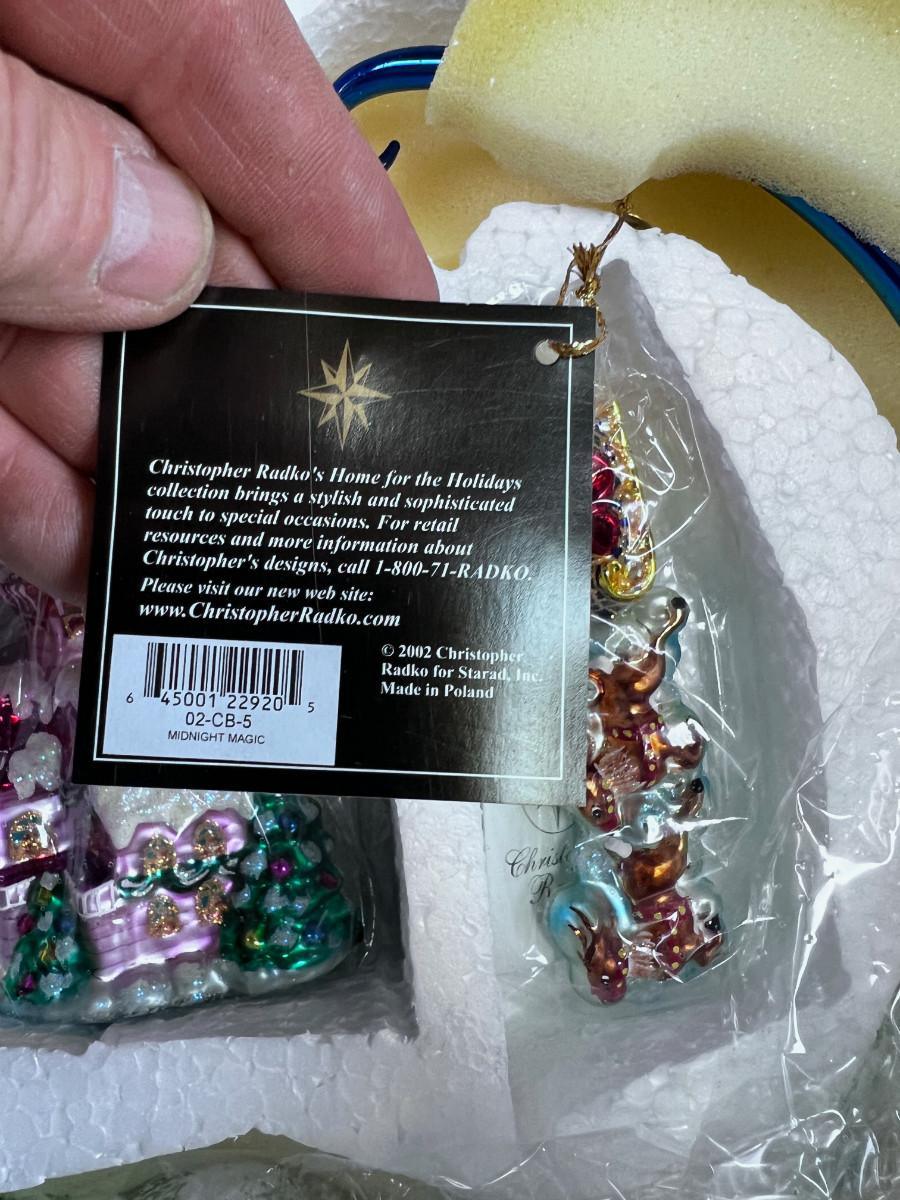 Christopher Radko's Home for the Holidays
collection brings a stylish and sophisticated
touch to special occasions. For retail
resources and more information about
Christopher's designs, call 1-800-71-RADKO.
Please visit our new web site:
www.ChristopherRadko.com
© 2002 Christopher
Radko for Starad, Inc.
Made in Poland
6 45001 22920 5
02-CB-5
MIDNIGHT MAGIC